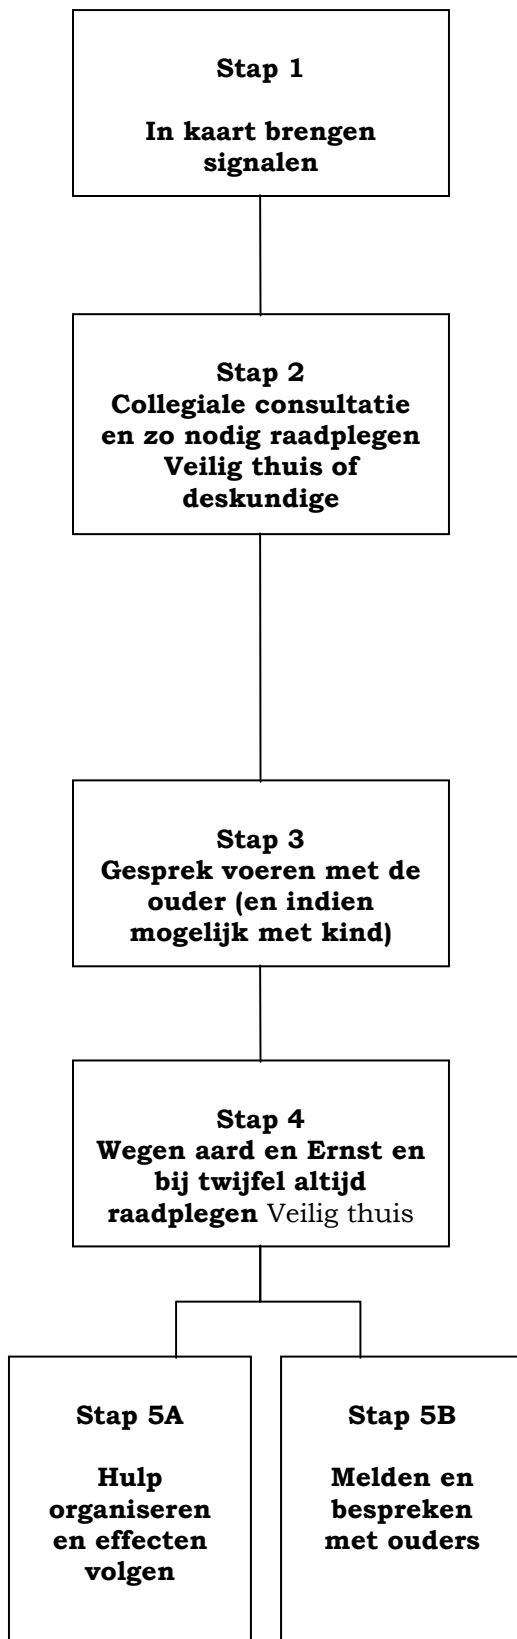 Stap 1
In kaart brengen
signalen
Stap 2
Collegiale consultatie
en zo nodig raadplegen
Veilig thuis of
deskundige
Stap 3
Gesprek voeren met de
ouder (en indien
mogelijk met kind)
Stap 4
Wegen aard en Ernst en
bij twijfel altijd
raadplegen Veilig thuis
Stap 5A
Hulp
organiseren
en effecten
volgen
Stap 5B
Melden en
bespreken
met ouders